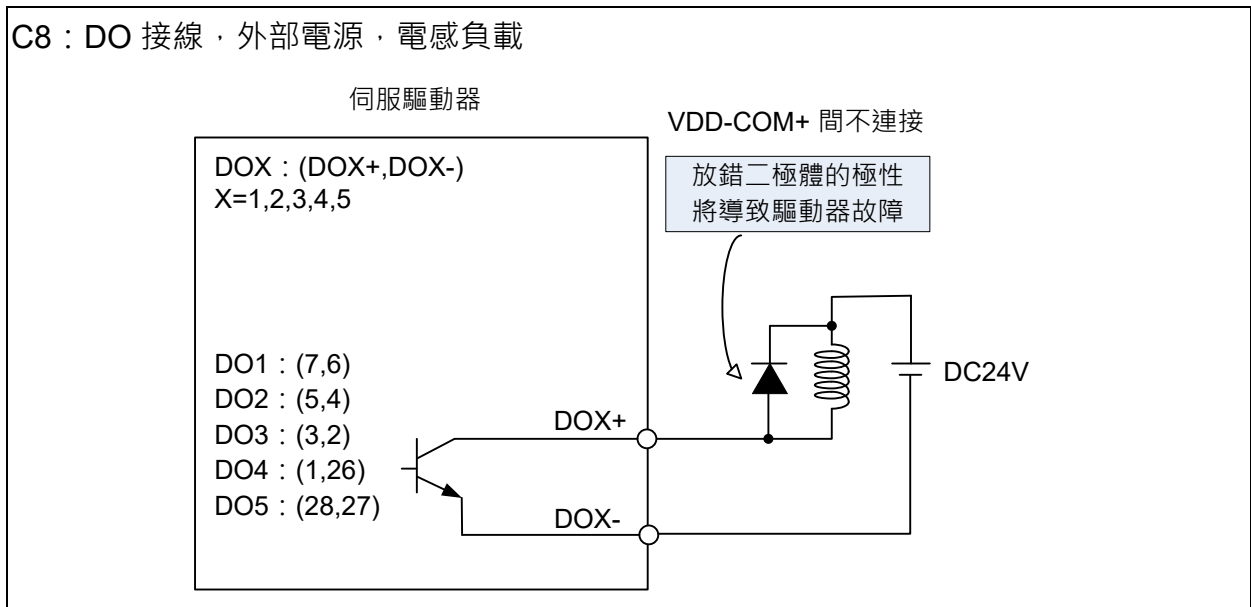 C8：DO 接線，外部電源，電感負載
伺服驅動器
VDD-COM+ 間不連接
DOX：(DOX+,DOX-)
X=1,2,3,4,5
放錯二極體的極性
將導致驅動器故障
DO1：(7,6)
DO2：(5,4)
DO3：(3,2)
DO4：(1,26)
DO5：(28,27)
DOX+
DOX-
DC24V